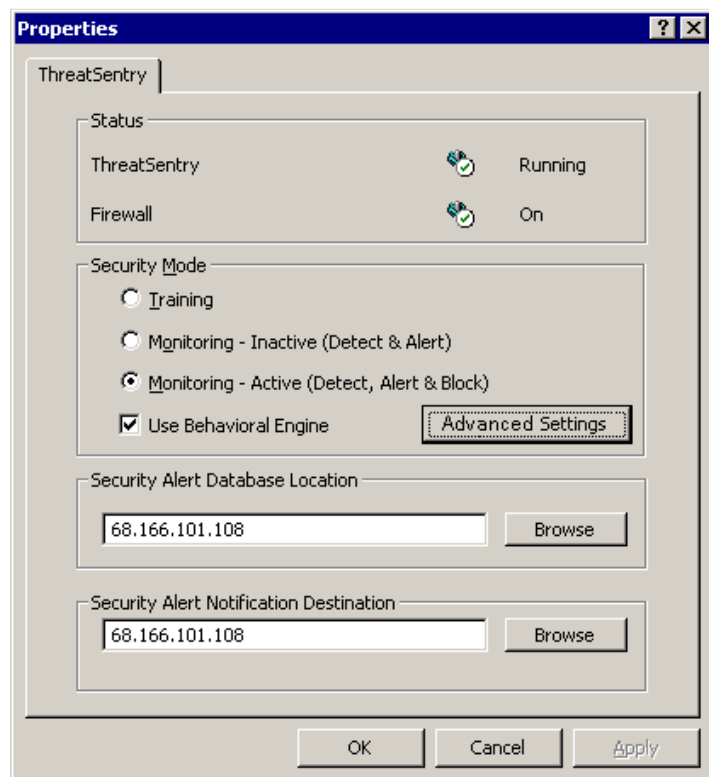 Properties
ThreatSentry
Status
ThreatSentry Running
Firewall On
Security Mode
Training
Monitoring - Inactive (Detect & Alert)
Monitoring - Active (Detect, Alert & Block)
Use Behavioral Engine Advanced Settings
Security Alert Database Location
68.166.101.108 Browse
Security Alert Notification Destination
68.166.101.108 Browse
OK Cancel Apply